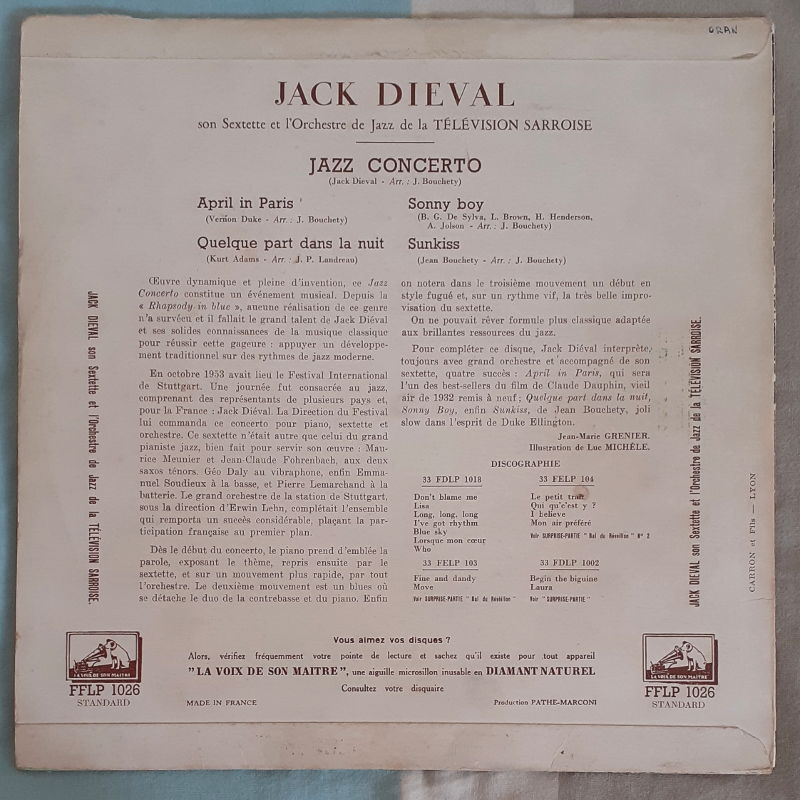 ORAN
JACK DIEVAL
son Sextette et l'Orchestre de Jazz de la TÉLÉVISION SARROISE
JAZZ CONCERTO
(Jack Dieval - Arr. : J. Bouchety)
April in Paris
(Vernon Duke - Arr. : J. Bouchety)
Quelque part dans la nuit
(Kurt Adams - Arr. : J. P. Landreau)
Sonny boy
(B. G. De Sylva, L. Brown, H. Henderson,
A. Jolson - Arr. : J. Bouchety)
Sunkiss
(Jean Bouchety - Arr. : J. Bouchety)
Œuvre dynamique et pleine d'invention, ce Jazz
Concerto constitue un événement musical. Depuis la
« Rhapsody in blue », aucune réalisation de ce genre
n'a survécu et il fallait le grand talent de Jack Diéval
et ses solides connaissances de la musique classique
pour réussir cette gageure : appuyer un développe-
ment traditionnel sur des rythmes de jazz moderne.
En octobre 1953 avait lieu le Festival International
de Stuttgart. Une journée fut consacrée au jazz,
comprenant des représentants de plusieurs pays et,
pour la France : Jack Diéval. La Direction du Festival
lui commanda ce concerto pour piano, sextette et
orchestre. Ce sextette n'était autre que celui du grand
pianiste jazz, bien fait pour servir son œuvre : Mau-
rice Meunier et Jean-Claude Fohrenbach, aux deux
saxos ténors. Géo Daly au vibraphone, enfin Emma-
nuel Soudieux à la basse, et Pierre Lemarchand à la
batterie. Le grand orchestre de la station de Stuttgart,
sous la direction d'Erwin Lehn, complétait l'ensemble
qui remporta un succès considérable, plaçant la par-
ticipation française au premier plan.
Dès le début du concerto, le piano prend d'emblée la
parole, exposant le thème, repris ensuite par le
sextette, et sur un mouvement plus rapide, par tout
l'orchestre. Le deuxième mouvement est un blues où
se détache le duo de la contrebasse et du piano. Enfin
on notera dans le troisième mouvement un début en
style fugué et, sur un rythme vif, la très belle impro-
visation du sextette.
On ne pouvait rêver formule plus classique adaptée
aux brillantes ressources du jazz.
Pour compléter ce disque, Jack Diéval interprète,
toujours avec grand orchestre et accompagné de son
sextette, quatre succès : April in Paris, qui sera
l'un des best-sellers du film de Claude Dauphin, vieil
air de 1932 remis à neuf ; Quelque part dans la nuit,
Sonny Boy, enfin Sunkiss, de Jean Bouchety, joli
slow dans l'esprit de Duke Ellington.
Jean-Marie GRENIER.
Illustration de Luc MICHÈLE.
DISCOGRAPHIE
33 FDLP 1018
Don't blame me
Lisa
Long, long, long
I've got rhythm
Blue sky
Lorsque mon cœur
Who
33 FELP 104
Le petit train
Qui qu'c'est y ?
I believe
Mon air préféré
Voir SURPRISE-PARTIE " Bal du Réveillon " N° 2
33 FELP 103
Fine and dandy
Move
Voir SURPRISE-PARTIE " Bal du Réveillon "
33 FDLP 1002
Begin the biguine
Laura
Voir " SURPRISE-PARTIE "
JACK DIEVAL son Sextette et l'Orchestre de Jazz de la TÉLÉVISION SARROISE.
JACK DIEVAL son Sextette et l'Orchestre de Jazz de la TÉLÉVISION SARROISE.
CARRON et Fils — LYON
Vous aimez vos disques ?
Alors, vérifiez fréquemment votre pointe de lecture et sachez qu'il existe pour tout appareil
"LA VOIX DE SON MAITRE", une aiguille microsillon inusable en DIAMANT NATUREL
Consultez votre disquaire
LA VOIX DE SON MAITRE
FFLP 1026
STANDARD
MADE IN FRANCE
Production PATHE-MARCONI
LA VOIX DE SON MAITRE
FFLP 1026
STANDARD